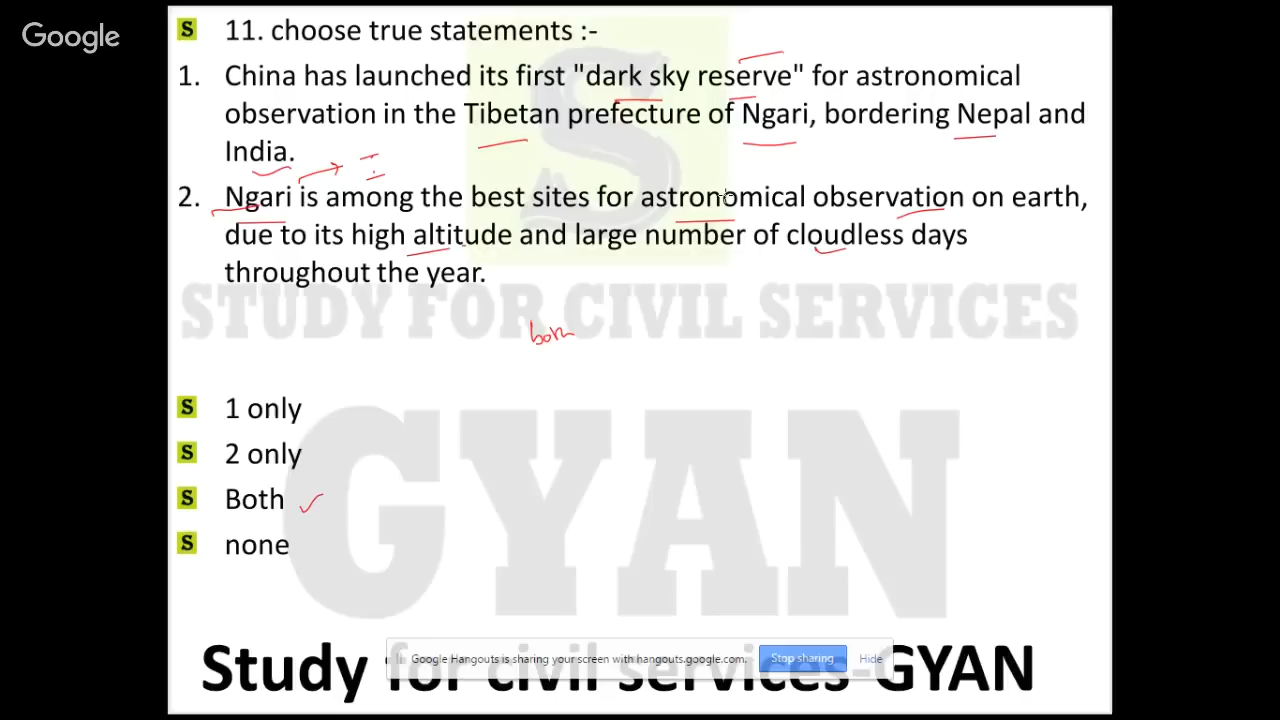 Google
S 11. choose true statements :-
1. China has launched its first "dark sky reserve" for astronomical
observation in the Tibetan prefecture of Ngari, bordering Nepal and
India.
2. Ngari is among the best sites for astronomical observation on earth,
due to its high altitude and large number of cloudless days
throughout the year.
S
STUDY FOR CIVIL SERVICES
both
S 1 only
S 2 only
S Both
S none
GYAN
Google Hangouts is sharing your screen with hangouts.google.com. Stop sharing Hide
Study for civil services-GYAN